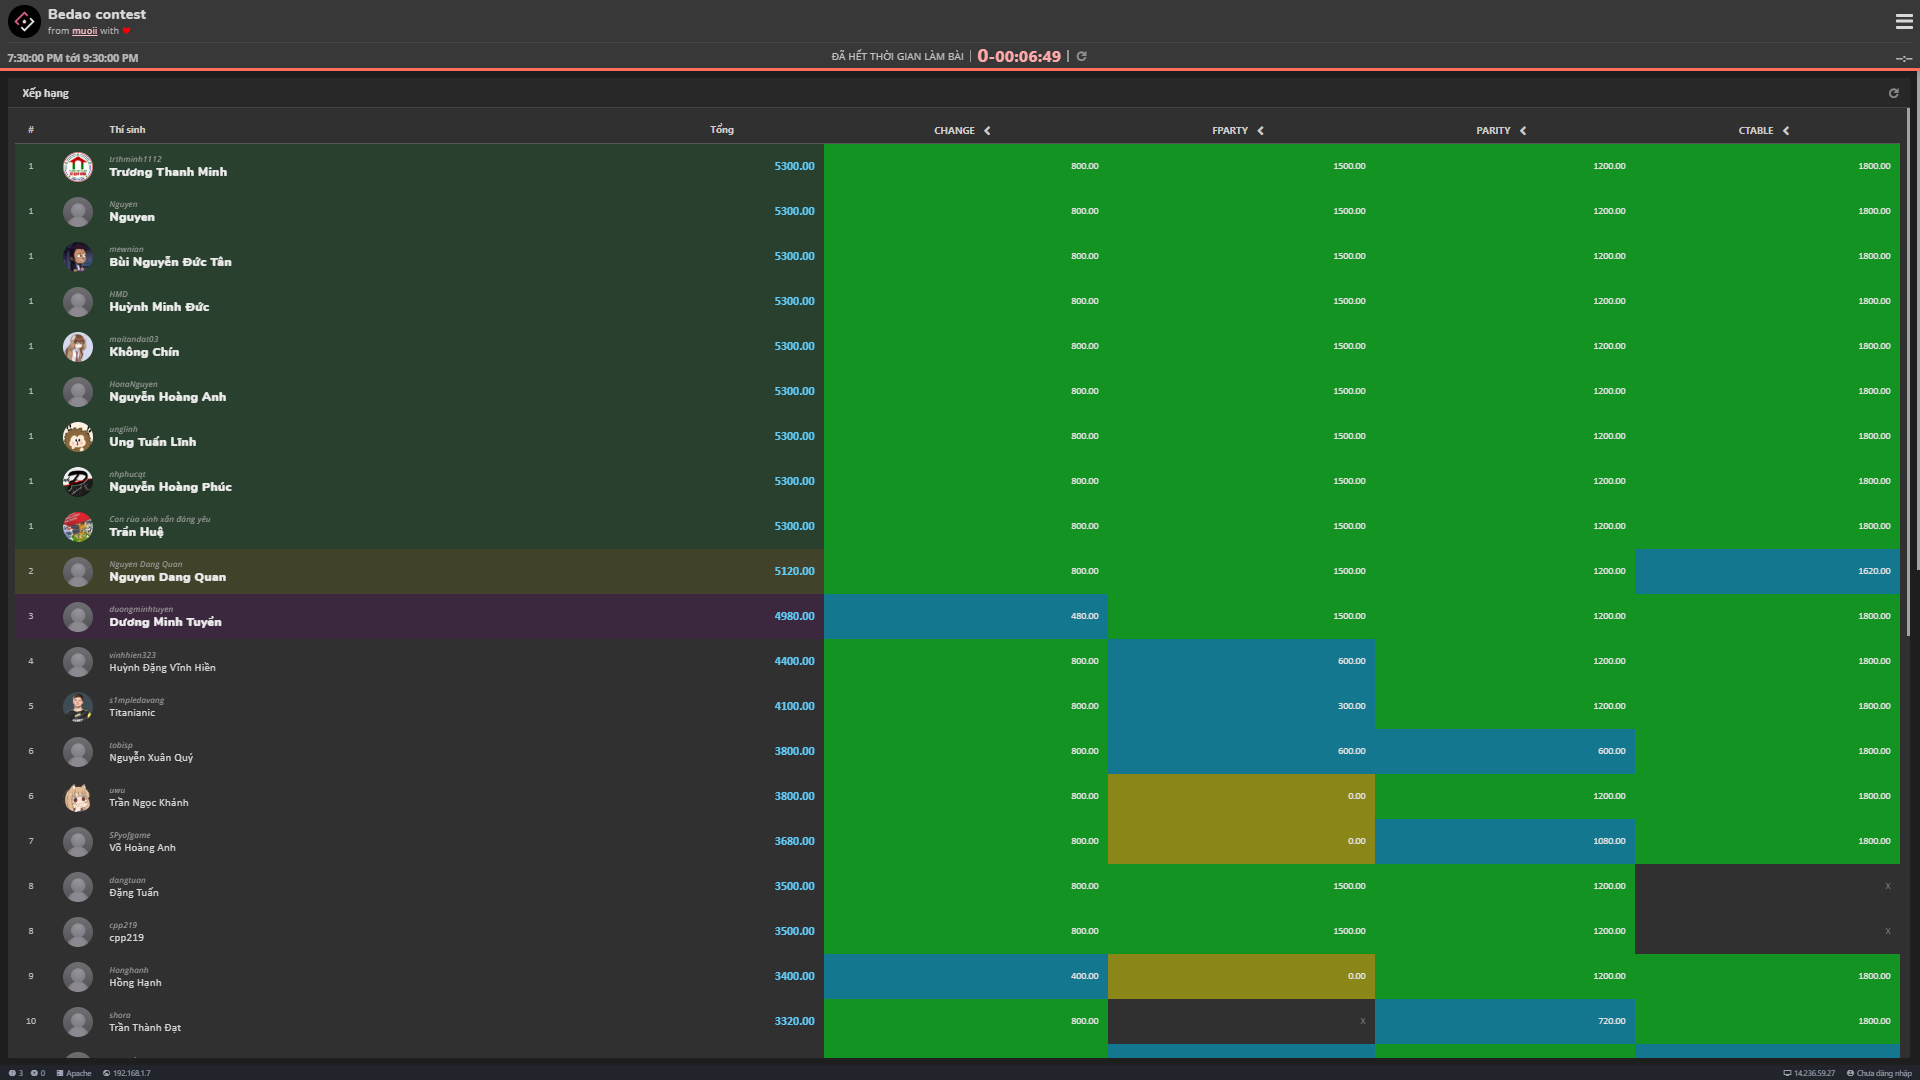 Bedao contest
from muoii with
7:30:00 PM tới 9:30:00 PM
ĐÃ HẾT THỜI GIAN LÀM BÀI | 0-00:06:49 |
--:--
Xếp hạng
# Thí sinh Tổng CHANGE FPARTY PARITY CTABLE
trthminh1112
1 Trương Thanh Minh 5300.00 800.00 1500.00 1200.00 1800.00
Nguyen
1 Nguyen 5300.00 800.00 1500.00 1200.00 1800.00
mewnian
1 Bùi Nguyễn Đức Tân 5300.00 800.00 1500.00 1200.00 1800.00
HMD
1 Huỳnh Minh Đức 5300.00 800.00 1500.00 1200.00 1800.00
maitandat03
1 Không Chín 5300.00 800.00 1500.00 1200.00 1800.00
HonaNguyen
1 Nguyễn Hoàng Anh 5300.00 800.00 1500.00 1200.00 1800.00
unglinh
1 Ung Tuấn Lĩnh 5300.00 800.00 1500.00 1200.00 1800.00
nhphucqt
1 Nguyễn Hoàng Phúc 5300.00 800.00 1500.00 1200.00 1800.00
Con rùa xinh xắn đáng yêu
1 Trần Huệ 5300.00 800.00 1500.00 1200.00 1800.00
Nguyen Dang Quan
2 Nguyen Dang Quan 5120.00 800.00 1500.00 1200.00 1620.00
duongminhtuyen
3 Dương Minh Tuyền 4980.00 480.00 1500.00 1200.00 1800.00
vinhhien323
4 Huỳnh Đặng Vĩnh Hiền 4400.00 800.00 600.00 1200.00 1800.00
s1mpledavang
5 Titanianic 4100.00 800.00 300.00 1200.00 1800.00
tobisp
6 Nguyễn Xuân Quý 3800.00 800.00 600.00 600.00 1800.00
uwu
6 Trần Ngọc Khánh 3800.00 800.00 0.00 1200.00 1800.00
SPyofgame
7 Võ Hoàng Anh 3680.00 800.00 0.00 1080.00 1800.00
dangtuan
8 Đặng Tuấn 3500.00 800.00 1500.00 1200.00 X
cpp219
8 cpp219 3500.00 800.00 1500.00 1200.00 X
Honghanh
9 Hồng Hạnh 3400.00 400.00 0.00 1200.00 1800.00
shora
10 Trần Thành Đạt 3320.00 800.00 X 720.00 1800.00
3 0 Apache 192.168.1.7 14.236.59.27 Chưa đăng nhập